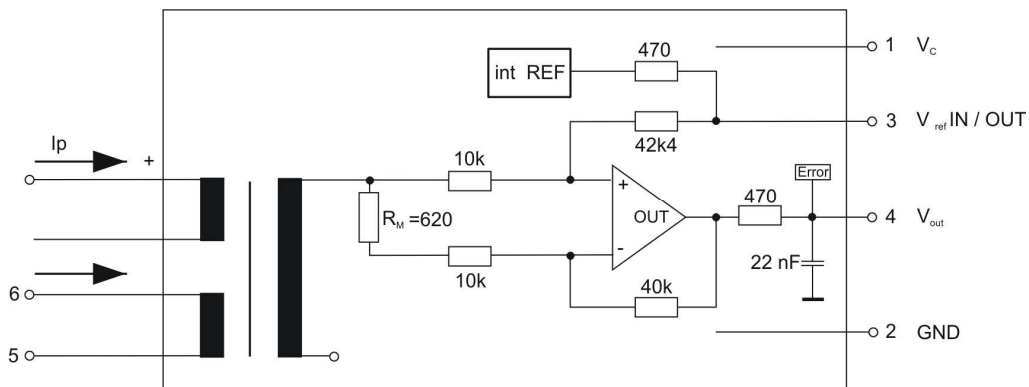 470
1 V_C
int REF
3 V_ref IN / OUT
42k4
Ip
+
10k
Error
+
470
R_M =620
OUT
4 V_out
-
22 nF
10k
40k
6
2 GND
5